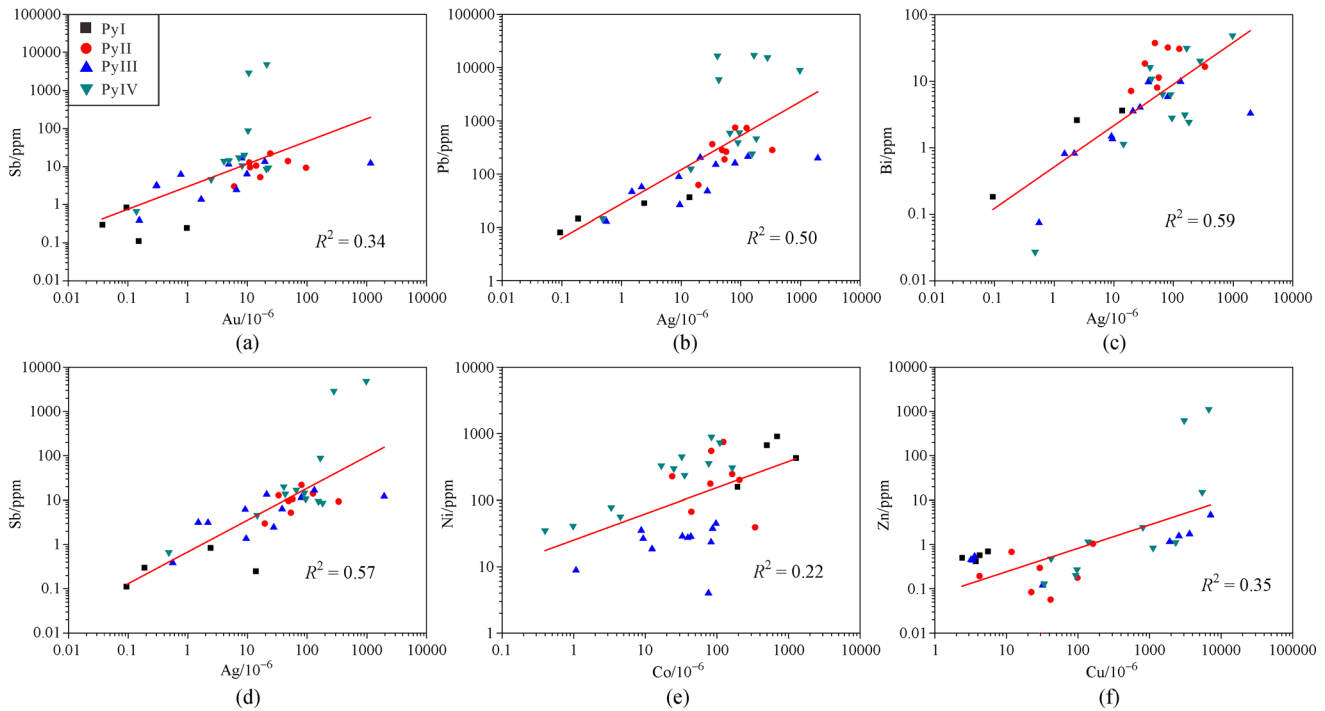 PyI
PyII
PyIII
PyIV
100000
10000
1000
100
10
1
0.1
0.01
Sb/ppm
R² = 0.34
0.01 0.1 1 10 100 1000 10000
Au/10⁻⁶
(a)
100000
10000
1000
100
10
1
Pb/ppm
R² = 0.50
0.01 0.1 1 10 100 1000 10000
Ag/10⁻⁶
(b)
100
10
1
0.1
0.01
Bi/ppm
R² = 0.59
0.01 0.1 1 10 100 1000 10000
Ag/10⁻⁶
(c)
10000
1000
100
10
1
0.1
0.01
Sb/ppm
R² = 0.57
0.01 0.1 1 10 100 1000 10000
Ag/10⁻⁶
(d)
10000
1000
100
10
1
Ni/ppm
R² = 0.22
0.1 1 10 100 1000 10000
Co/10⁻⁶
(e)
10000
1000
100
10
1
0.1
0.01
Zn/ppm
R² = 0.35
1 10 100 1000 10000 100000
Cu/10⁻⁶
(f)